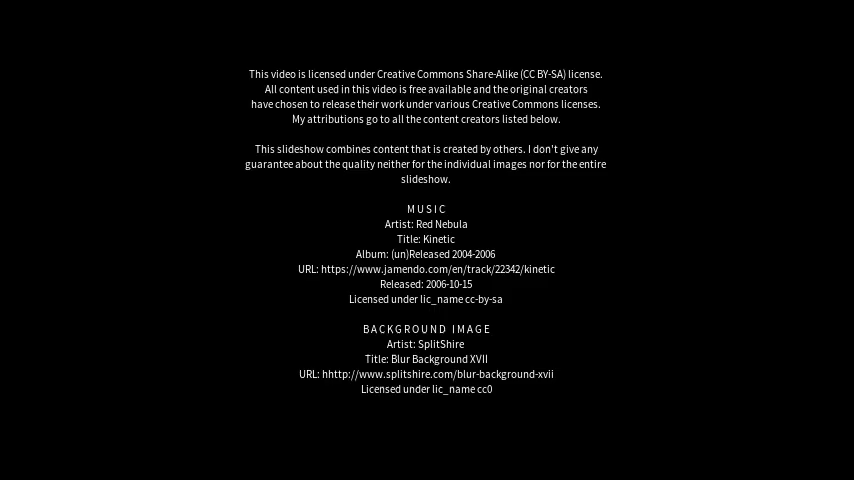 This video is licensed under Creative Commons Share-Alike (CC BY-SA) license.
All content used in this video is free available and the original creators
have chosen to release their work under various Creative Commons licenses.
My attributions go to all the content creators listed below.
This slideshow combines content that is created by others. I don't give any
guarantee about the quality neither for the individual images nor for the entire
slideshow.
MUSIC
Artist: Red Nebula
Title: Kinetic
Album: (un)Released 2004-2006
URL: https://www.jamendo.com/en/track/22342/kinetic
Released: 2006-10-15
Licensed under lic_name cc-by-sa
BACKGROUND IMAGE
Artist: SplitShire
Title: Blur Background XVII
URL: hhttp://www.splitshire.com/blur-background-xvii
Licensed under lic_name cc0